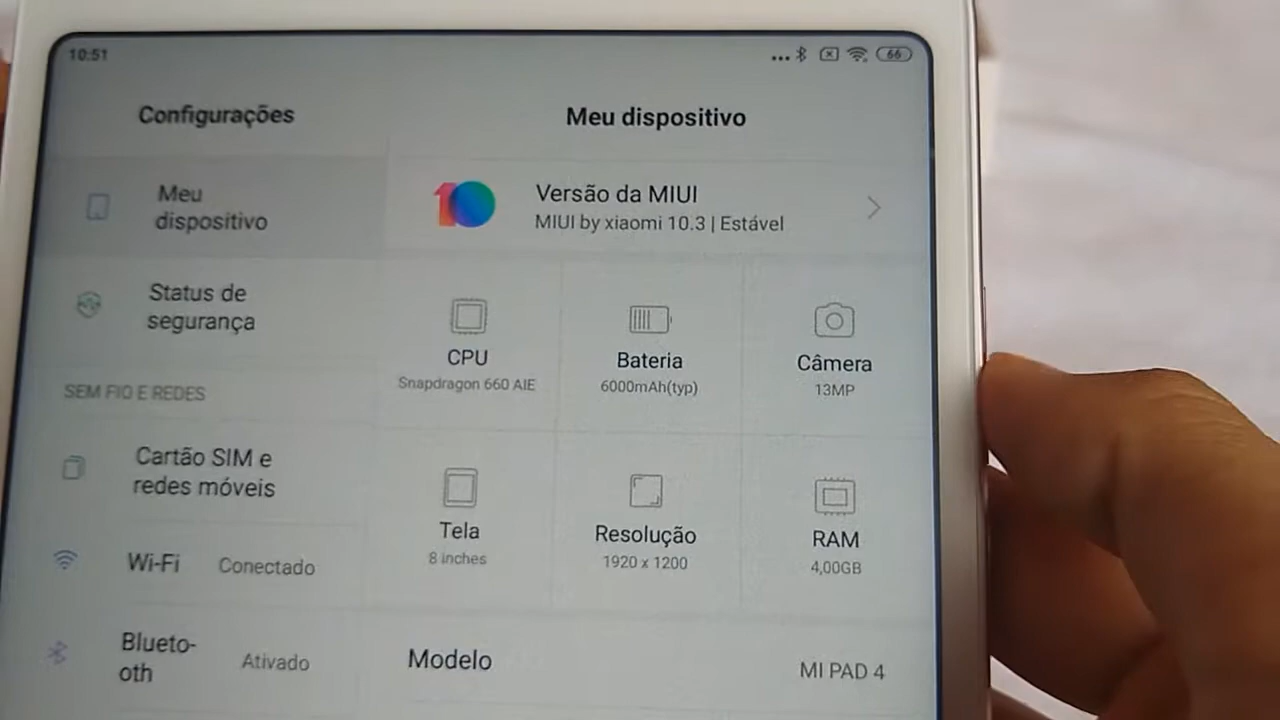 10:51
66
Configurações
Meu dispositivo
Meu
dispositivo
10
Versão da MIUI
MIUI by xiaomi 10.3 | Estável
Status de
segurança
CPU
Snapdragon 660 AIE
Bateria
6000mAh(typ)
Câmera
13MP
SEM FIO E REDES
Cartão SIM e
redes móveis
Tela
8 inches
Resolução
1920 x 1200
RAM
4,00GB
Wi-Fi
Conectado
Blueto-
oth
Ativado
Modelo
MI PAD 4